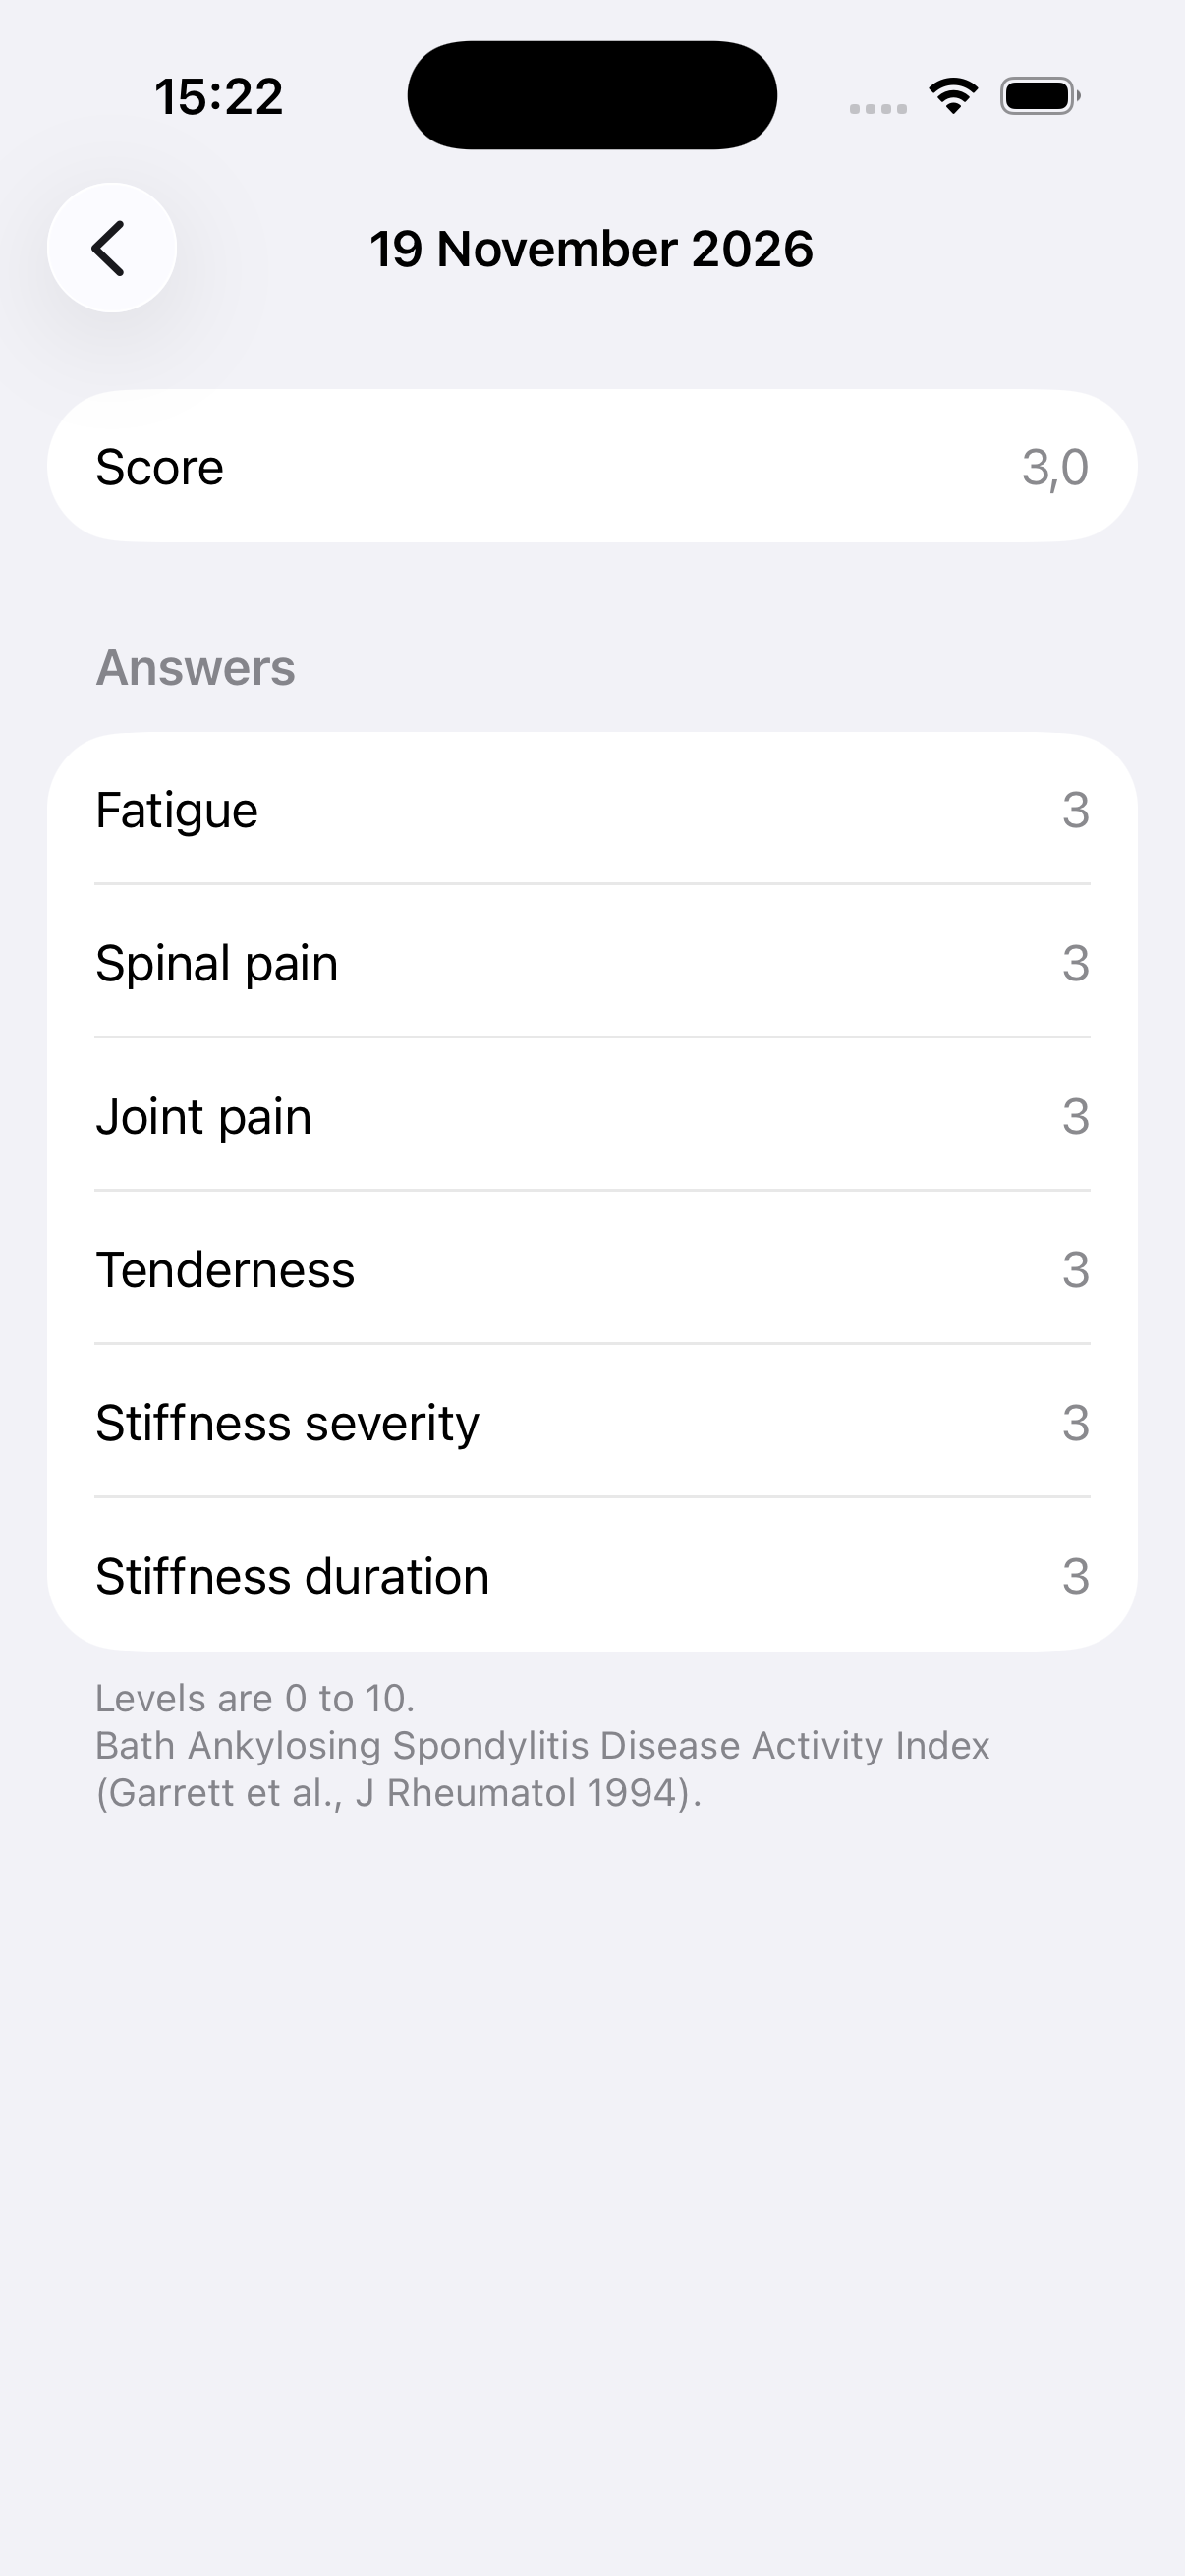 15:22
19 November 2026
Score 3,0
Answers
Fatigue 3
Spinal pain 3
Joint pain 3
Tenderness 3
Stiffness severity 3
Stiffness duration 3
Levels are 0 to 10.
Bath Ankylosing Spondylitis Disease Activity Index
(Garrett et al., J Rheumatol 1994).